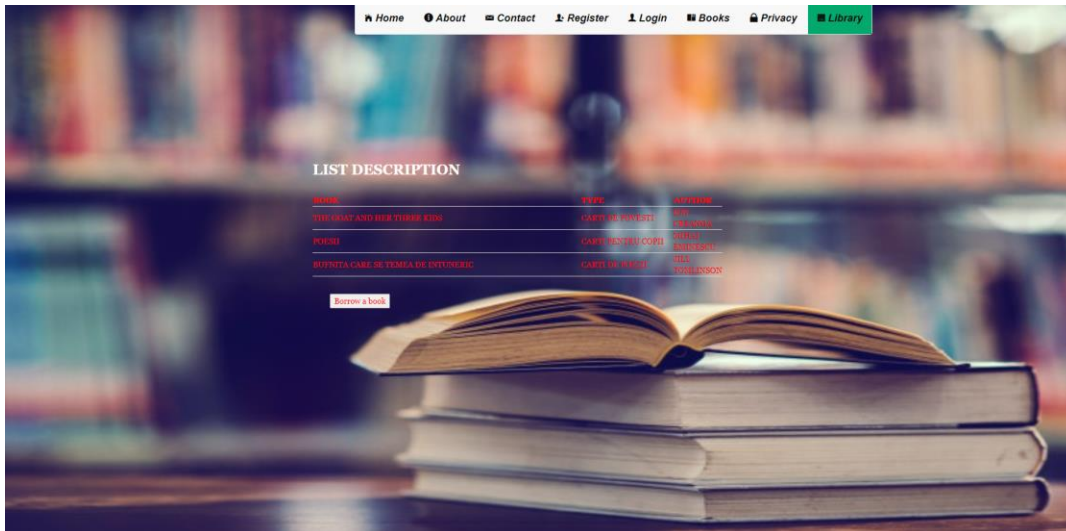 Home About Contact Register Login Books Privacy Library
LIST DESCRIPTION
TYPE AUTHOR
THE GOAT AND HER THREE KIDS CARTI DE POVESTI ION
CREANGA
POESII CARTI PENTRU COPII MIHAI
EMINESCU
BUFNITA CARE SE TEMEA DE INTUNERIC CARTI DE JILL
TOMLINSON
Borrow a book